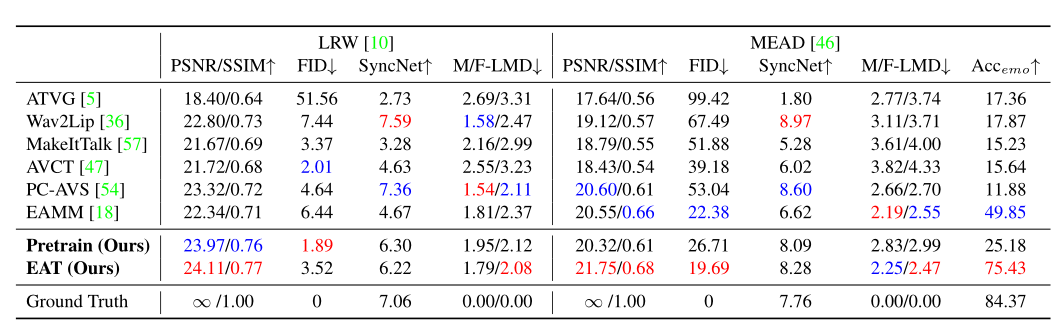 LRW [10] MEAD [46]
PSNR/SSIM↑ FID↓ SyncNet↑ M/F-LMD↓ PSNR/SSIM↑ FID↓ SyncNet↑ M/F-LMD↓ Acc_emo↑
ATVG [5] 18.40/0.64 51.56 2.73 2.69/3.31 17.64/0.56 99.42 1.80 2.77/3.74 17.36
Wav2Lip [36] 22.80/0.73 7.44 7.59 1.58/2.47 19.12/0.57 67.49 8.97 3.11/3.71 17.87
MakeItTalk [57] 21.67/0.69 3.37 3.28 2.16/2.99 18.79/0.55 51.88 5.28 3.61/4.00 15.23
AVCT [47] 21.72/0.68 2.01 4.63 2.55/3.23 18.43/0.54 39.18 6.02 3.82/4.33 15.64
PC-AVS [54] 23.32/0.72 4.64 7.36 1.54/2.11 20.60/0.61 53.04 8.60 2.66/2.70 11.88
EAMM [18] 22.34/0.71 6.44 4.67 1.81/2.37 20.55/0.66 22.38 6.62 2.19/2.55 49.85
Pretrain (Ours) 23.97/0.76 1.89 6.30 1.95/2.12 20.32/0.61 26.71 8.09 2.83/2.99 25.18
EAT (Ours) 24.11/0.77 3.52 6.22 1.79/2.08 21.75/0.68 19.69 8.28 2.25/2.47 75.43
Ground Truth ∞ /1.00 0 7.06 0.00/0.00 ∞ /1.00 0 7.76 0.00/0.00 84.37